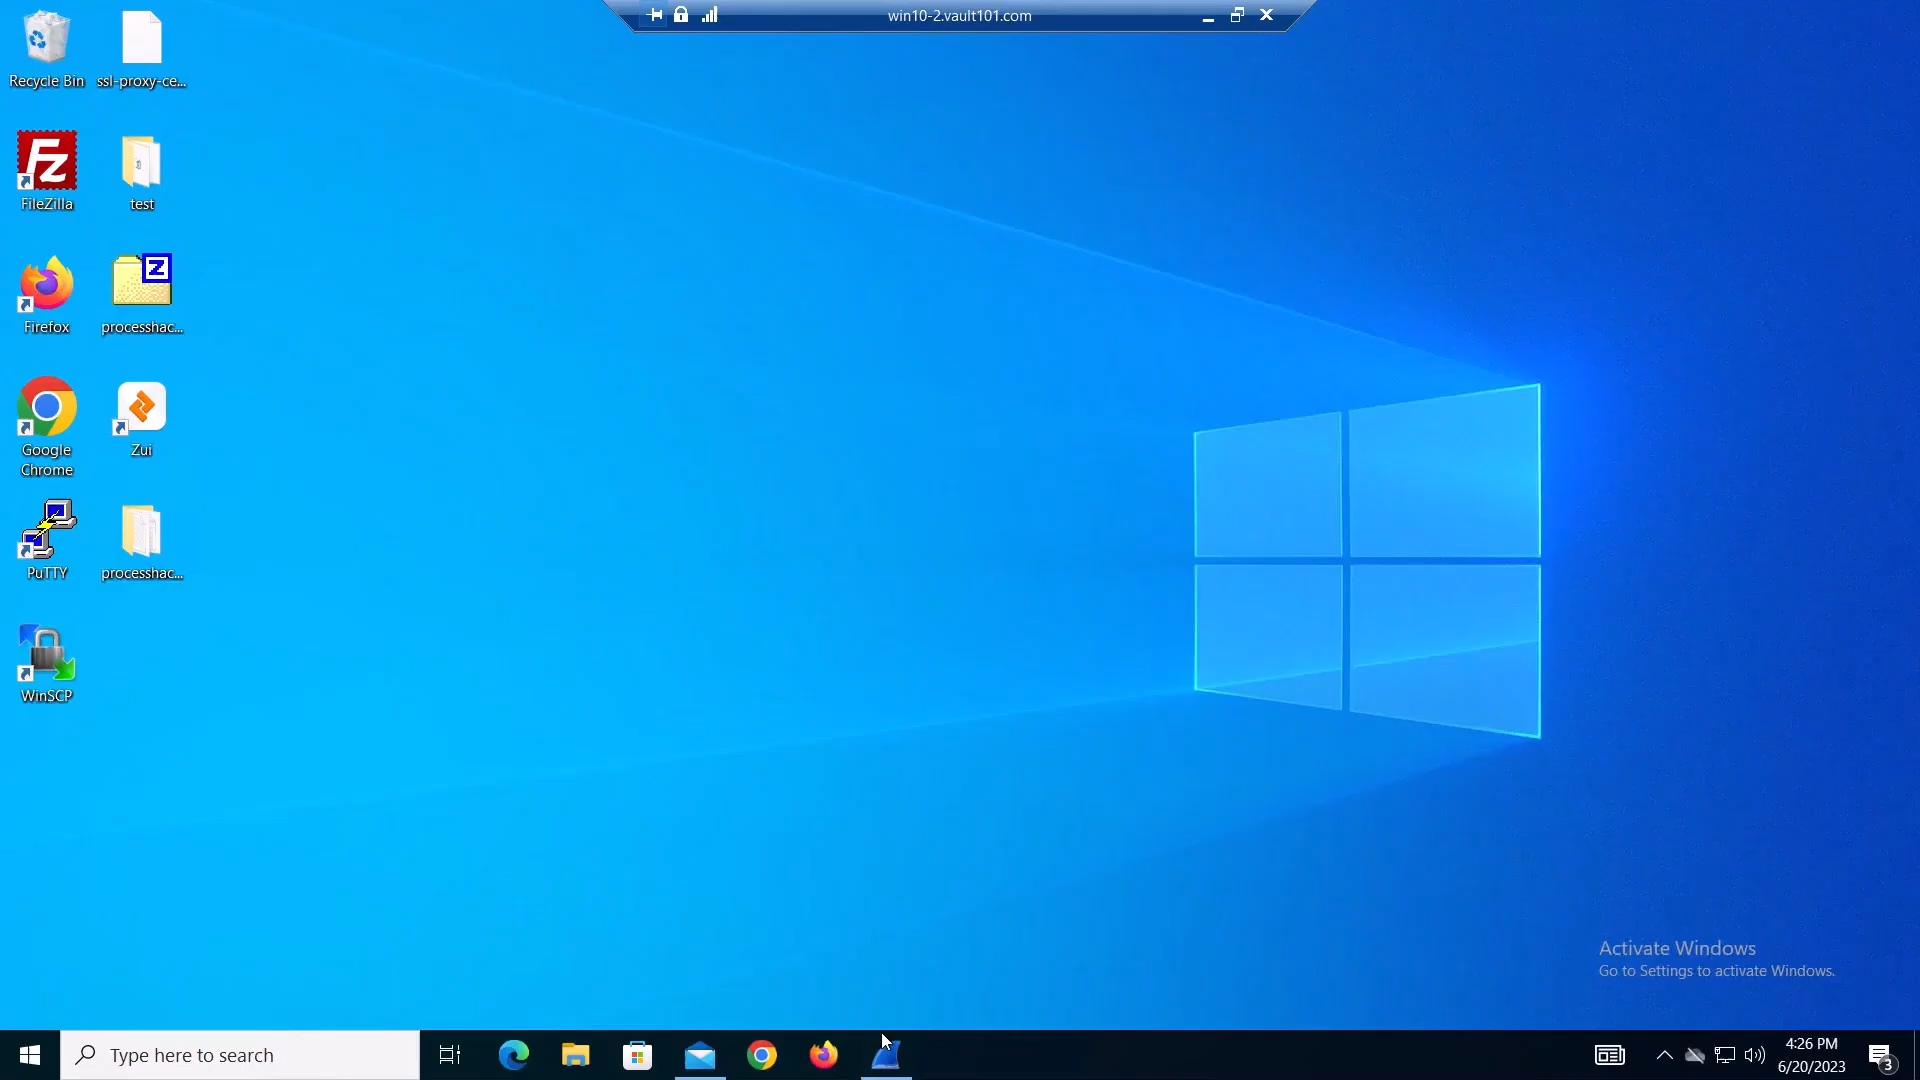 win10-2.vault101.com
Recycle Bin
ssl-proxy-ce...
FileZilla
test
Firefox
processhac...
Google
Chrome
Zui
PuTTY
processhac...
WinSCP
Activate Windows
Go to Settings to activate Windows.
Type here to search
4:26 PM
6/20/2023
3